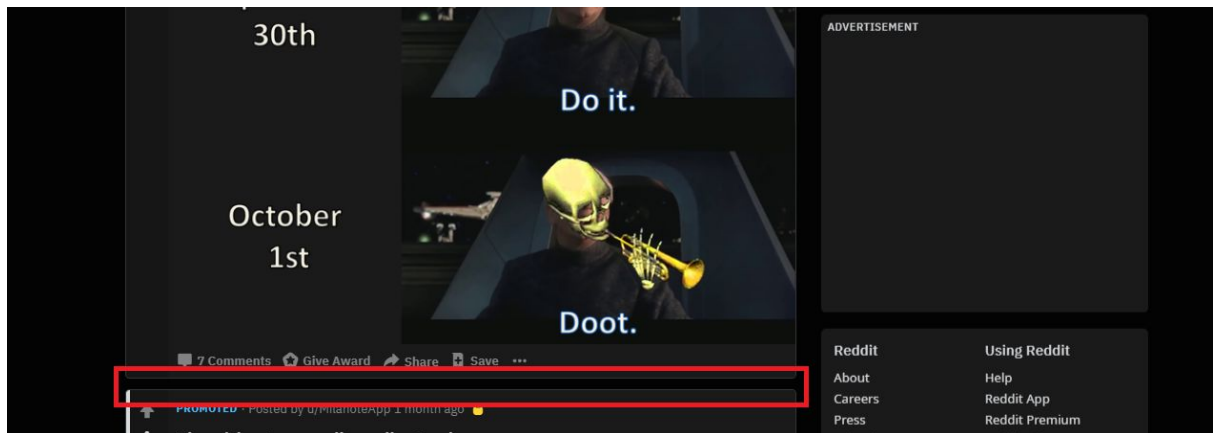 30th
Do it.
October
1st
Doot.
7 Comments Give Award Share Save ...
PROMOTED · Posted by u/MilanoteApp 1 month ago
ADVERTISEMENT
Reddit
About
Careers
Press
Using Reddit
Help
Reddit App
Reddit Premium